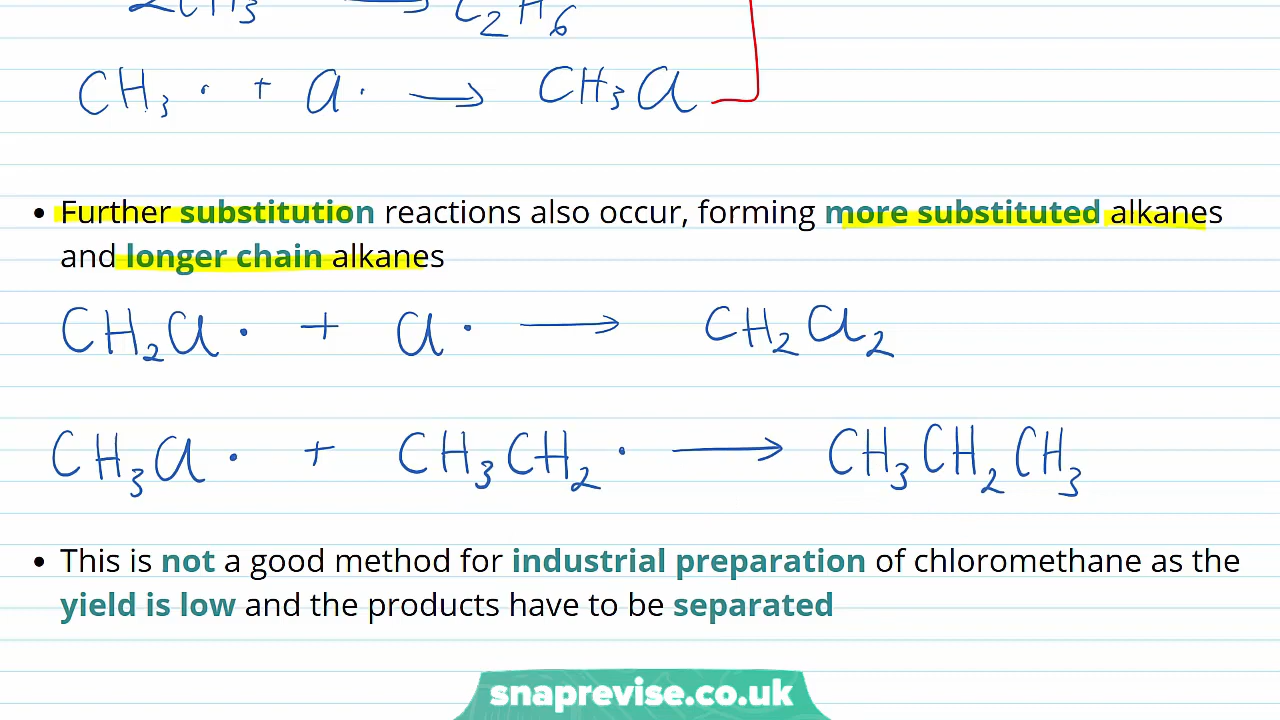 2CH₃ ⟶ C₂H₆
CH₃· + Cl· ⟶ CH₃Cl
• Further substitution reactions also occur, forming more substituted alkanes
and longer chain alkanes
CH₂Cl· + Cl· ⟶ CH₂Cl₂
CH₃Cl· + CH₃CH₂· ⟶ CH₃CH₂CH₃
• This is not a good method for industrial preparation of chloromethane as the
yield is low and the products have to be separated
snaprevise.co.uk